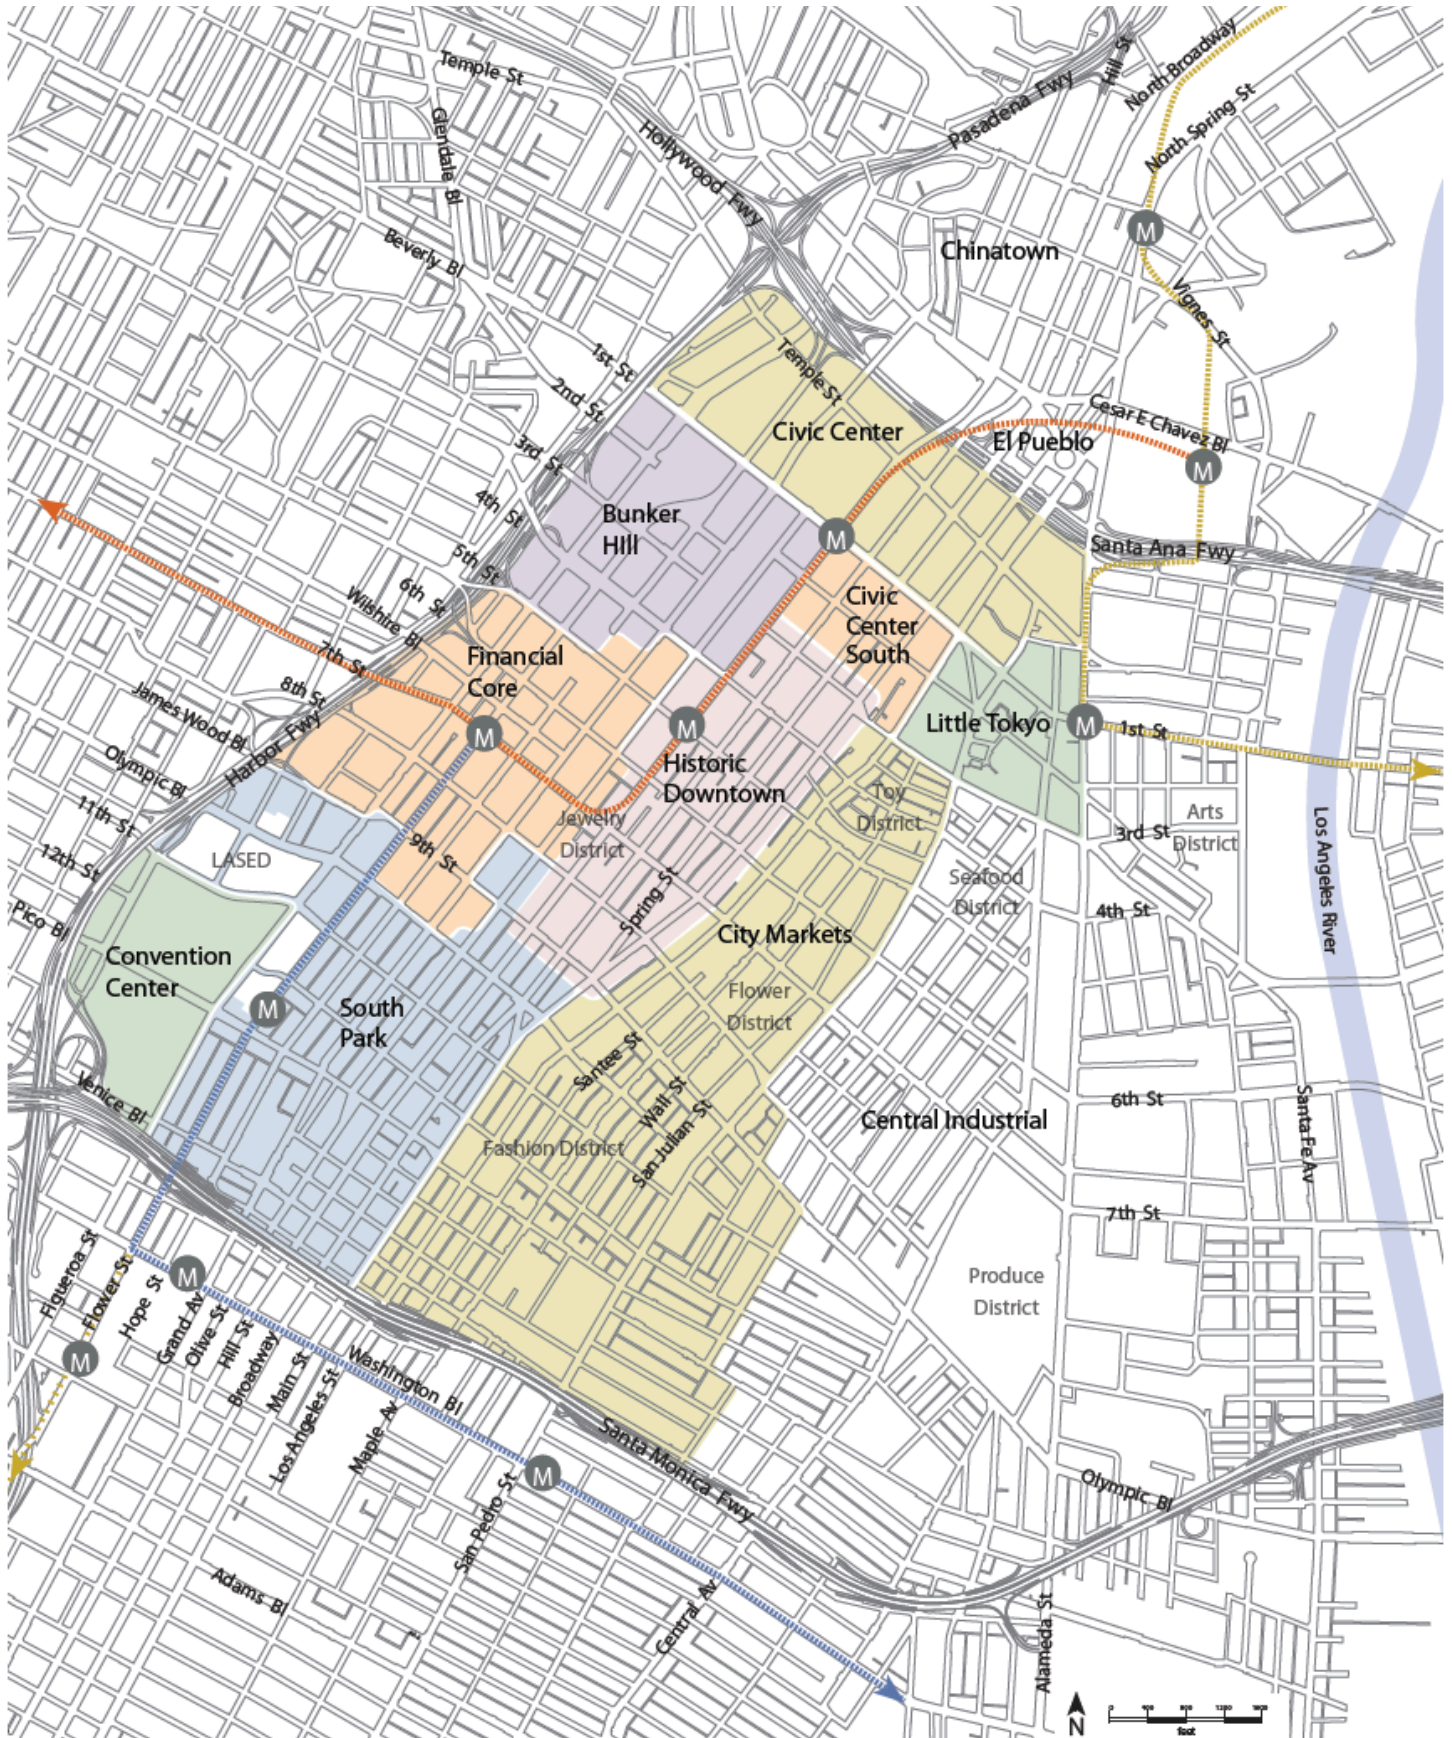 Temple St
Glendale Bl
Hollywood Fwy
Pasadena Fwy
Hill St
North Broadway
North Spring St
M
Beverly Bl
Chinatown
Vignes St
1st St
2nd St
3rd St
4th St
5th St
6th St
Wilshire Bl
7th St
8th St
James Wood Bl
Harbor Fwy
Olympic Bl
11th St
12th St
Pico Bl
Temple St
Civic Center
El Pueblo
Cesar E Chavez Bl
M
Bunker
HIll
M
Santa Ana Fwy
Civic
Center
South
Financial
Core
M
M
Little Tokyo
M
1st St
Historic
Downtown
Jewelry
District
Toy
District
Arts
District
3rd St
Los Angeles River
LASED
9th St
Spring St
Seafood
District
4th St
City Markets
Convention
Center
Flower
District
M
South
Park
Santee St
Wall St
San Julian St
Fashion District
Central Industrial
6th St
Santa Fe Av
Venice Bl
7th St
Produce
District
Figueroa St
Flower St
Hope St
M
Grand Av
Olive St
Hill St
Broadway
Main St
Los Angeles St
Washington Bl
Maple Av
M
San Pedro St
M
Santa Monica Fwy
Olympic Bl
Adams Bl
Central Av
Alameda St
N
0
feet